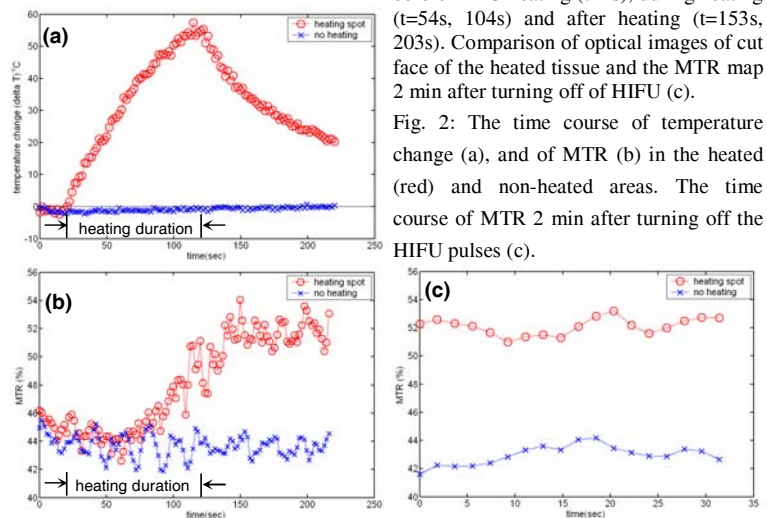 (a)
heating spot
no heating
temperature change (delta T) °C
60
50
40
30
20
10
0
-10
heating duration
0 50 100 150 200 250
time(sec)
heating during heating
(t=54s, 104s) and after heating (t=153s,
203s). Comparison of optical images of cut
face of the heated tissue and the MTR map
2 min after turning off of HIFU (c).
Fig. 2: The time course of temperature
change (a), and of MTR (b) in the heated
(red) and non-heated areas. The time
course of MTR 2 min after turning off the
HIFU pulses (c).
(b)
heating spot
no heating
MTR (%)
56
54
52
50
48
46
44
42
40
heating duration
0 50 100 150 200 250
time(sec)
(c)
heating spot
no heating
MTR (%)
56
54
52
50
48
46
44
42
40
0 5 10 15 20 25 30 35
time(sec)